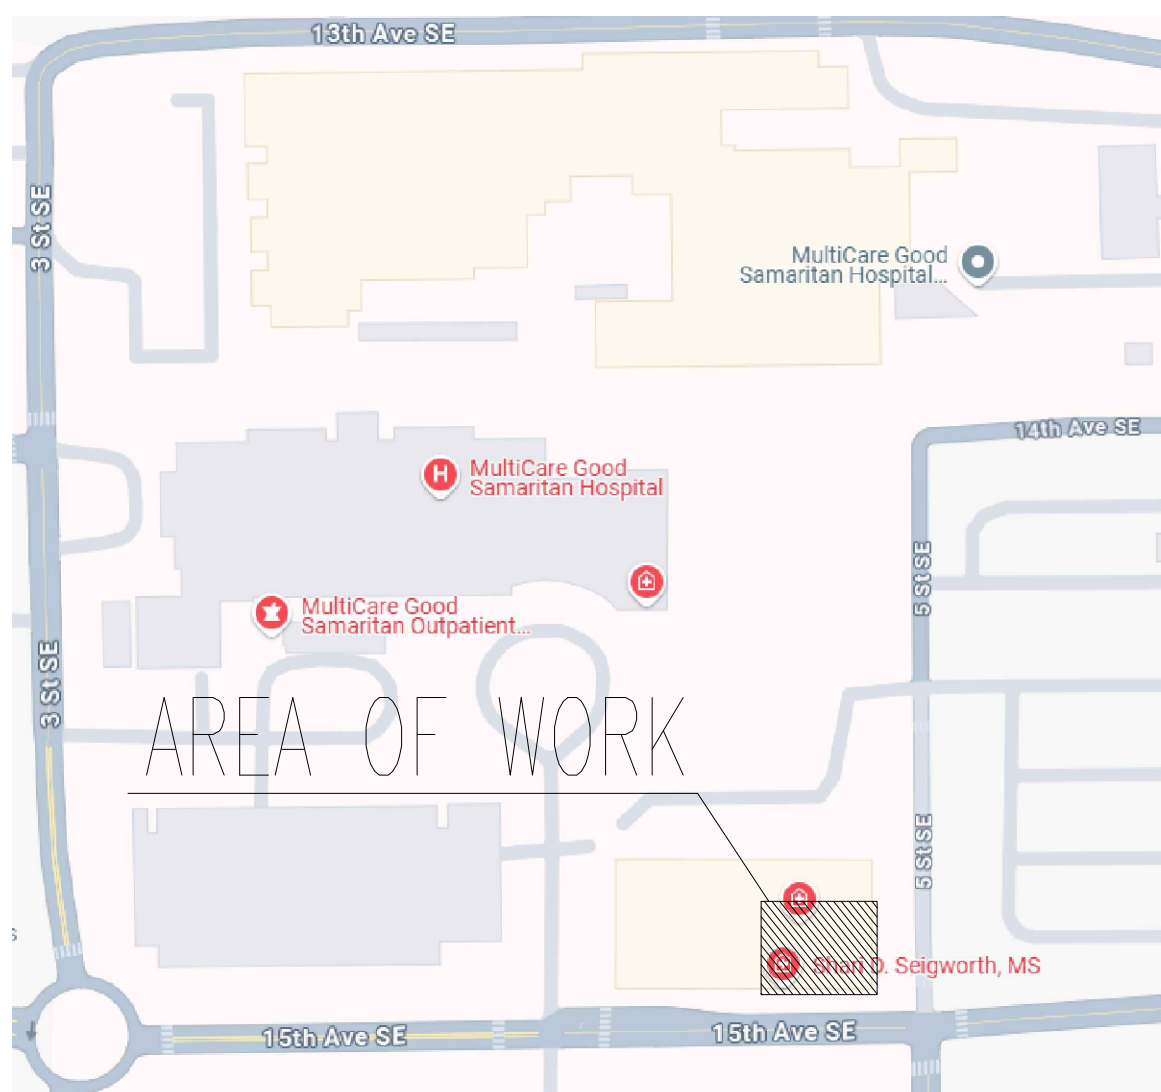 13th Ave SE
3 St SE
MultiCare Good
Samaritan Hospital...
14th Ave SE
H
MultiCare Good
Samaritan Hospital
5 St SE
MultiCare Good
Samaritan Outpatient...
3 St SE
AREA OF WORK
5 St SE
s
Shari D. Seigworth, MS
15th Ave SE
15th Ave SE